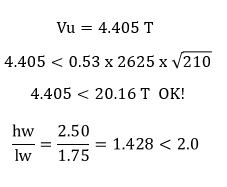 Vu = 4.405 T
4.405 < 0.53 x 2625 x √210
4.405 < 20.16 T OK!
hw/lw = 2.50/1.75 = 1.428 < 2.0